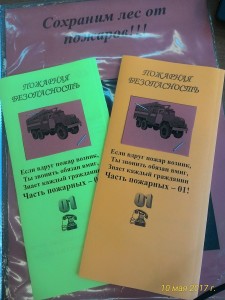 Сохраним лес от
пожаров!!!
ПОЖАРНАЯ
БЕЗОПАСНОСТЬ
Если вдруг пожар возник,
Ты звонить обязан вмиг,
Знает каждый гражданин
Часть пожарных – 01!
01
ПОЖАРНАЯ
БЕЗОПАСНОСТЬ
Если вдруг пожар возник,
Ты звонить обязан вмиг,
Знает каждый гражданин
Часть пожарных – 01!
01
10 мая 2017 г.